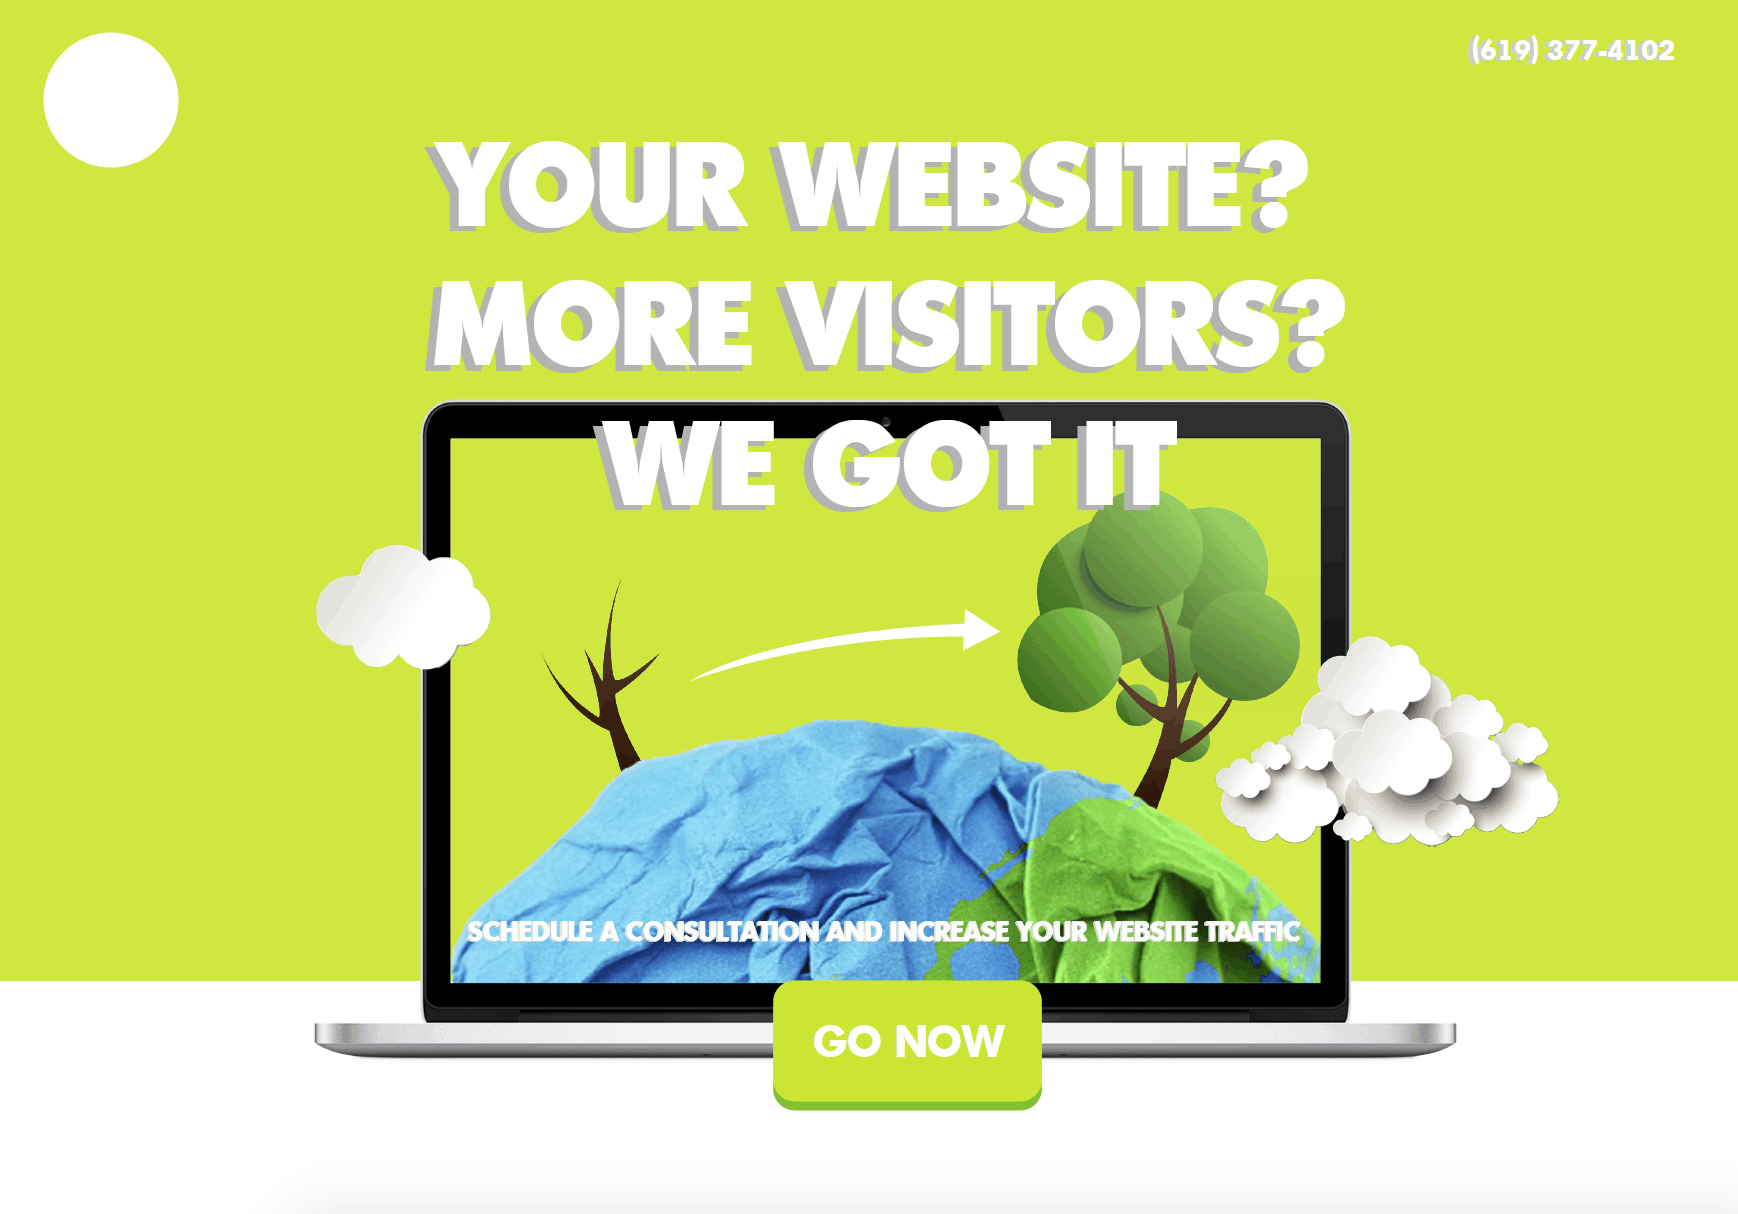 (619) 377-4102
YOUR WEBSITE?
MORE VISITORS?
WE GOT IT
SCHEDULE A CONSULTATION AND INCREASE YOUR WEBSITE TRAFFIC
GO NOW